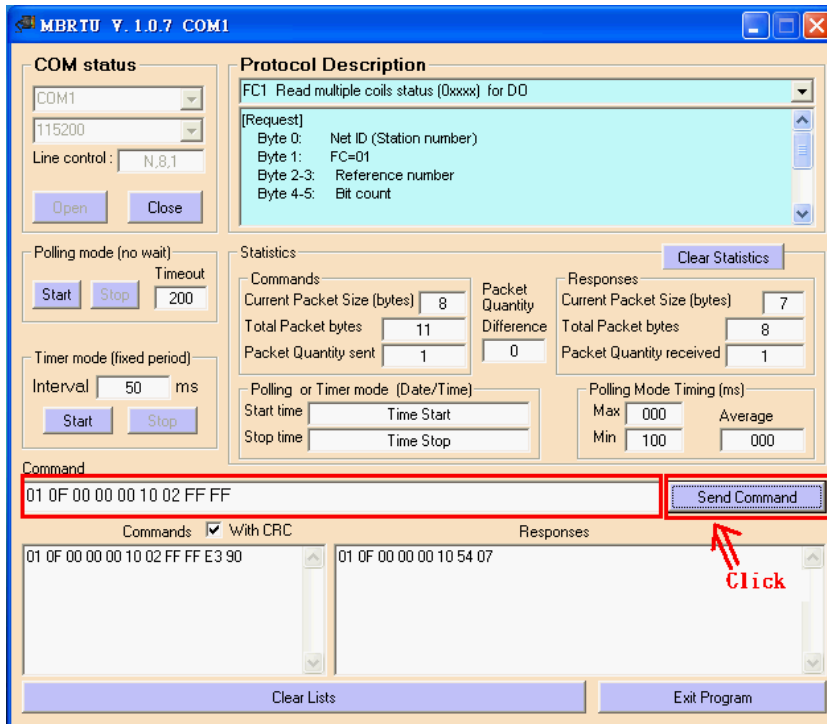 MBRTU V. 1.0.7 COM1
COM status
COM1
115200
Line control : N,8,1
Open Close
Protocol Description
FC1 Read multiple coils status (0xxxx) for DO
[Request]
Byte 0: Net ID (Station number)
Byte 1: FC=01
Byte 2-3: Reference number
Byte 4-5: Bit count
Polling mode (no wait)
Timeout
Start Stop 200
Timer mode (fixed period)
Interval 50 ms
Start Stop
Statistics
Clear Statistics
Commands
Current Packet Size (bytes) 8
Total Packet bytes 11
Packet Quantity sent 1
Packet
Quantity
Difference
0
Responses
Current Packet Size (bytes) 7
Total Packet bytes 8
Packet Quantity received 1
Polling or Timer mode (Date/Time)
Start time Time Start
Stop time Time Stop
Polling Mode Timing (ms)
Max 000 Average
Min 100 000
Command
01 0F 00 00 00 10 02 FF FF
Send Command
Commands With CRC
Responses
01 0F 00 00 00 10 02 FF FF E3 90
01 0F 00 00 00 10 54 07
Click
Clear Lists
Exit Program